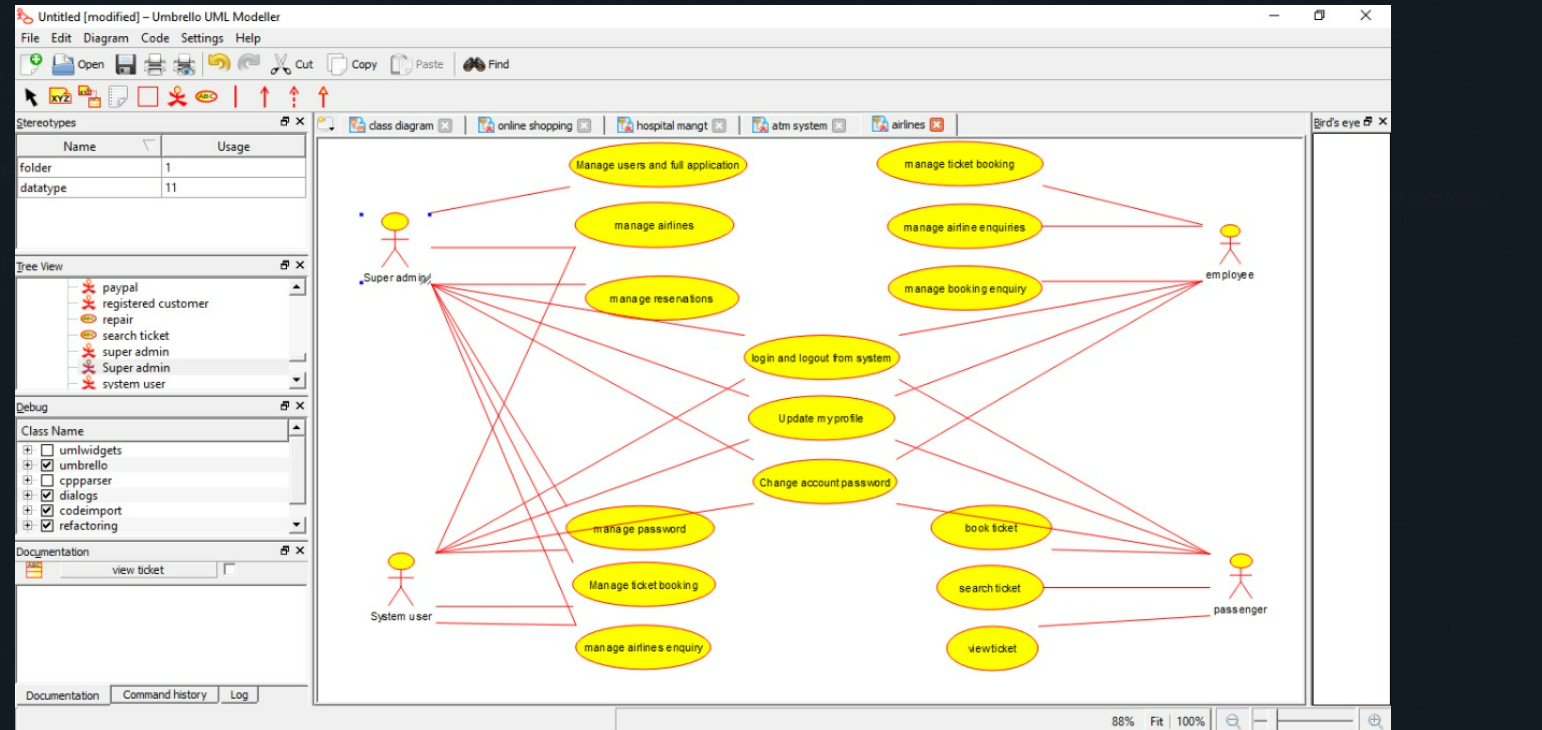 Untitled [modified] – Umbrello UML Modeller
File Edit Diagram Code Settings Help
Open Cut Copy Paste Find
XYZ ABC
Stereotypes
Name Usage
folder 1
datatype 11
Tree View
paypal
registered customer
repair
search ticket
super admin
Super admin
system user
Debug
Class Name
umlwidgets
umbrello
cppparser
dialogs
codeimport
refactoring
Documentation
view ticket
Documentation Command history Log
class diagram online shopping hospital mangt atm system airlines
Bird's eye
Manage users and full application
manage ticket booking
manage airlines
manage airline enquiries
Super admin
employee
manage reservations
manage booking enquiry
login and logout from system
Update my profile
Change account password
manage password
book ticket
Manage ticket booking
search ticket
System user
passenger
manage airlines enquiry
view ticket
88% Fit 100%